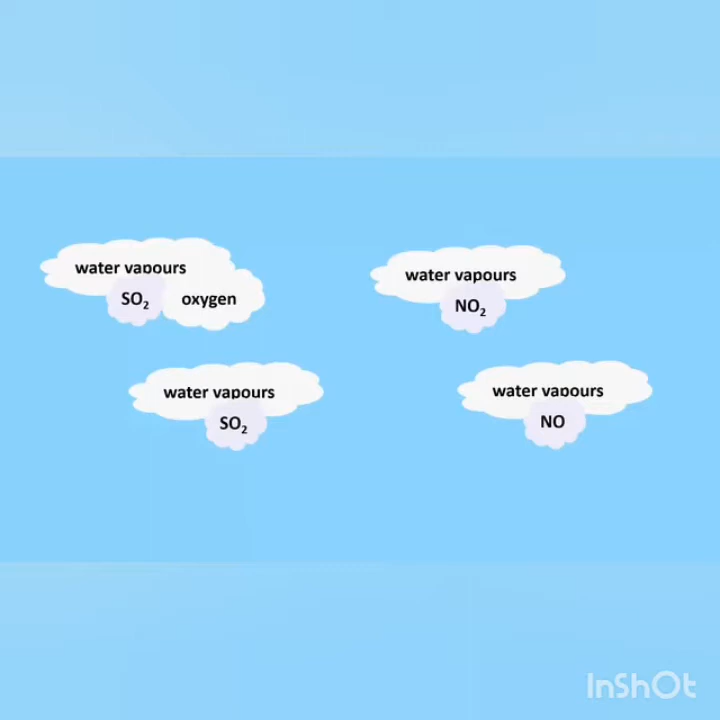 water vapours
SO₂ oxygen
water vapours
NO₂
water vapours
SO₂
water vapours
NO
InShOt